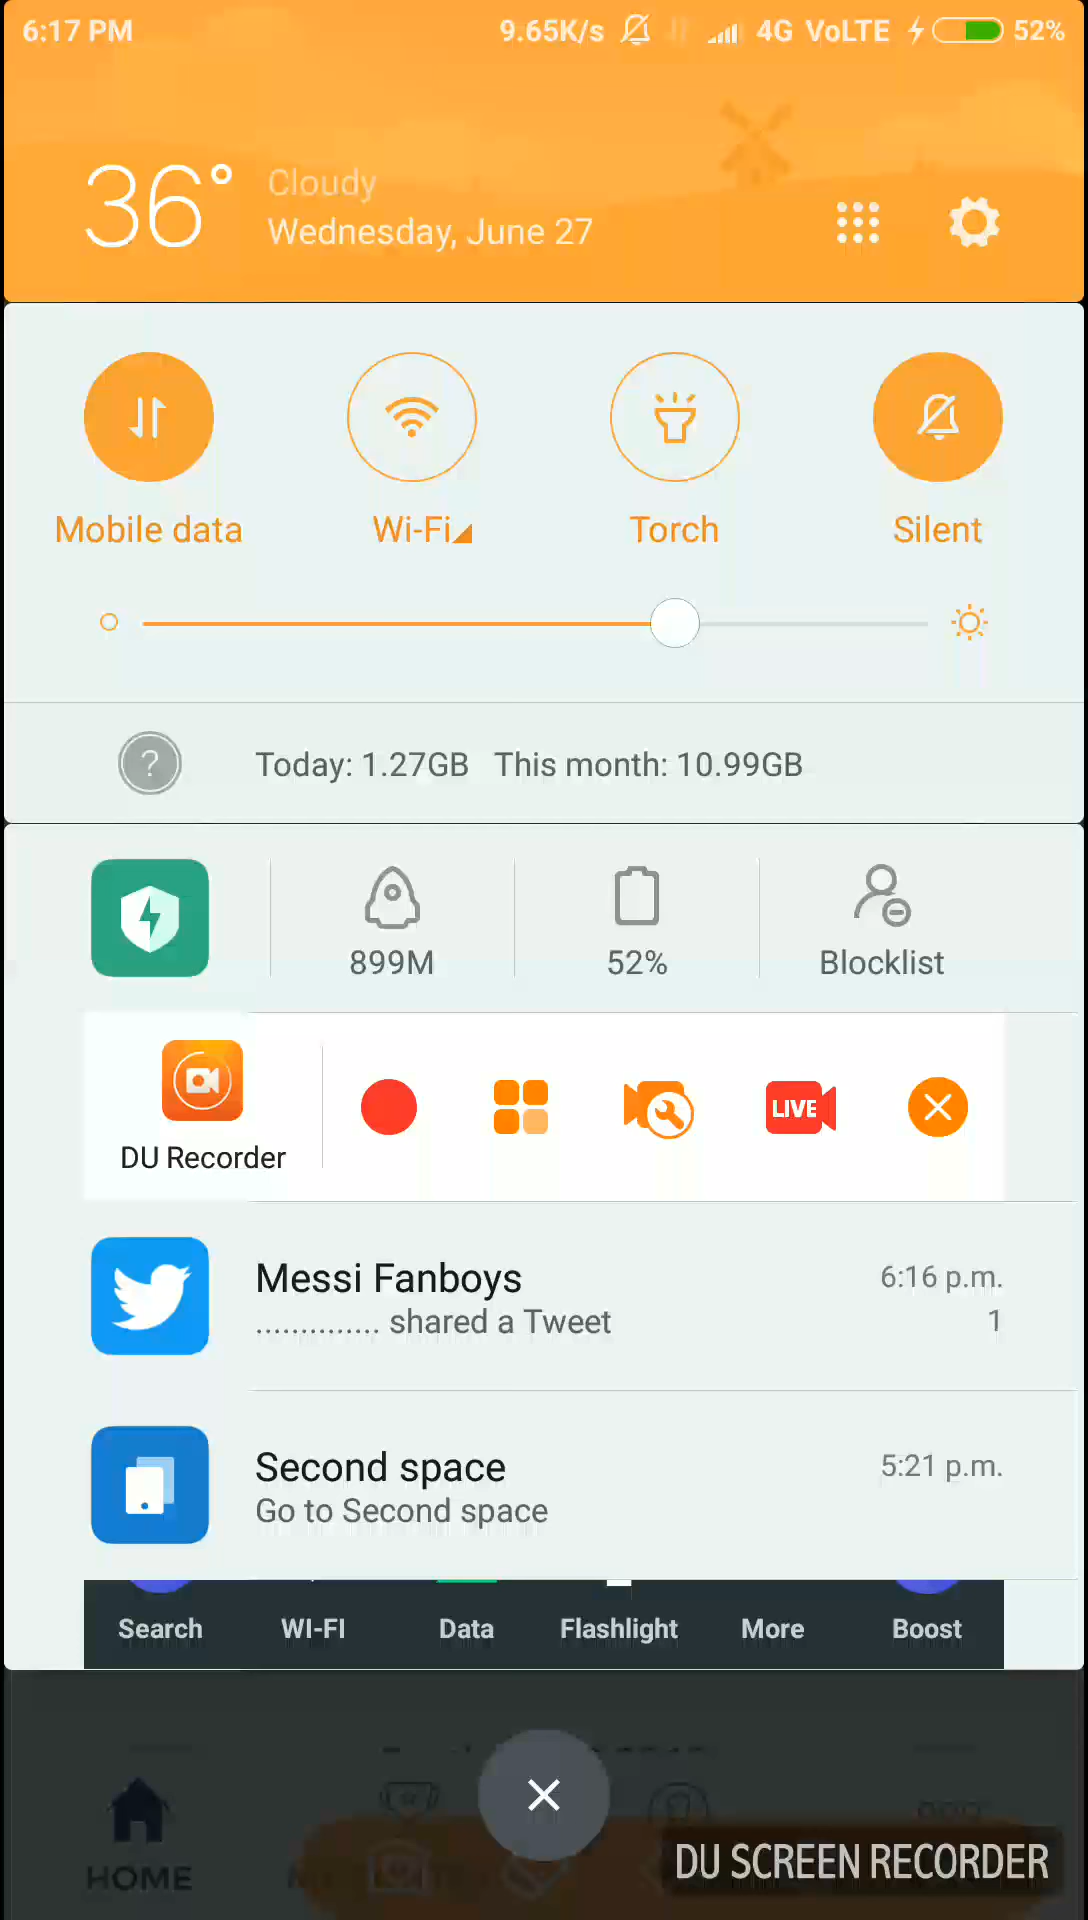 6:17 PM 9.65K/s 4G VoLTE 52%
36° Cloudy
Wednesday, June 27
Mobile data Wi-Fi Torch Silent
? Today: 1.27GB This month: 10.99GB
899M 52% Blocklist
DU Recorder LIVE
Messi Fanboys 6:16 p.m.
.............. shared a Tweet 1
Second space 5:21 p.m.
Go to Second space
Search WI-FI Data Flashlight More Boost
HOME
DU SCREEN RECORDER